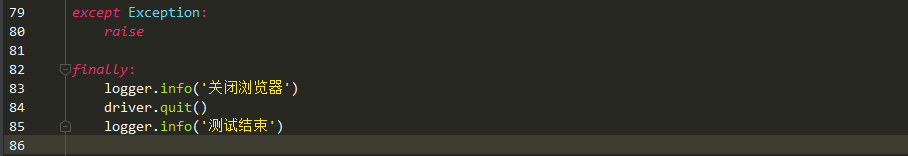 79 except Exception:
80     raise
81
82 finally:
83     logger.info('关闭浏览器')
84     driver.quit()
85     logger.info('测试结束')
86